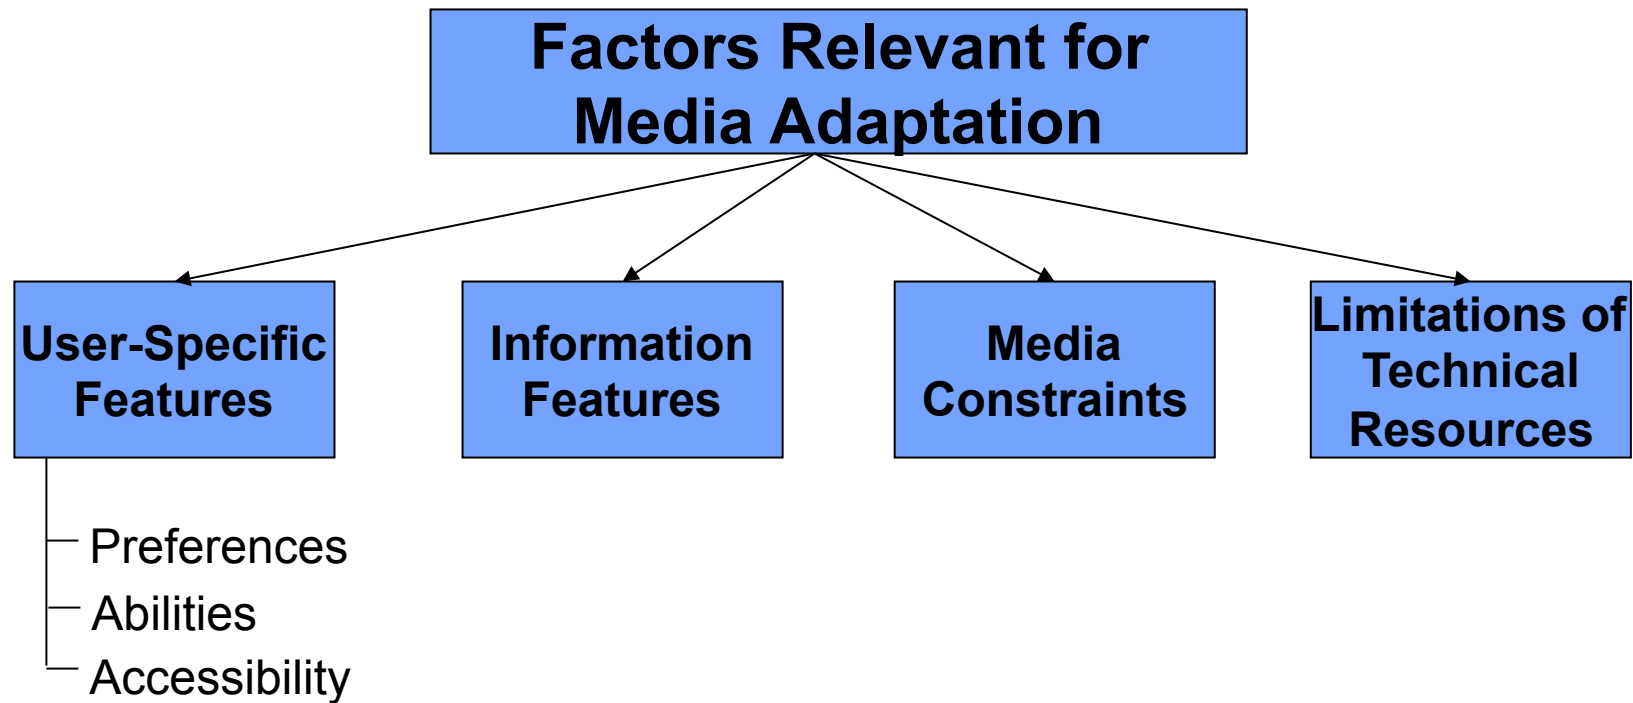 Factors Relevant for
Media Adaptation
User-Specific
Features
Information
Features
Media
Constraints
Limitations of
Technical
Resources
Preferences
Abilities
Accessibility